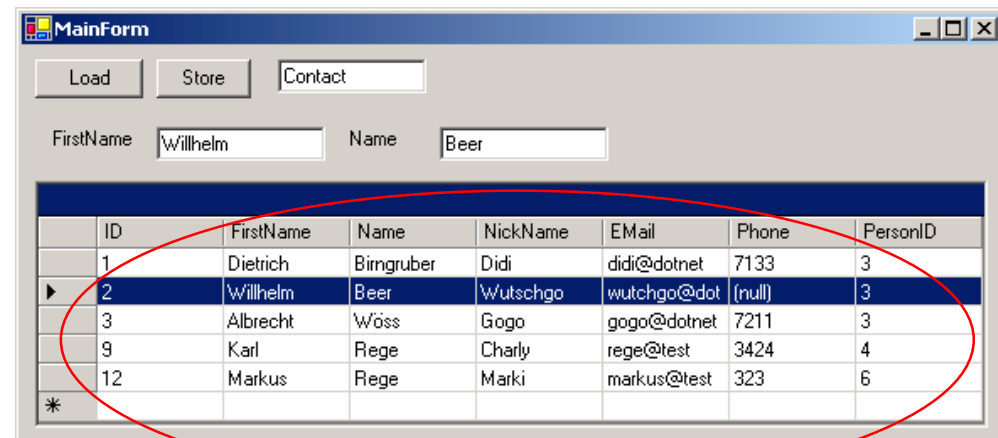 MainForm
Load Store Contact
FirstName Willhelm Name Beer
ID FirstName Name NickName EMail Phone PersonID
1 Dietrich Birngruber Didi didi@dotnet 7133 3
2 Willhelm Beer Wutschgo wutchgo@dot (null) 3
3 Albrecht Wöss Gogo gogo@dotnet 7211 3
9 Karl Rege Charly rege@test 3424 4
12 Markus Rege Marki markus@test 323 6